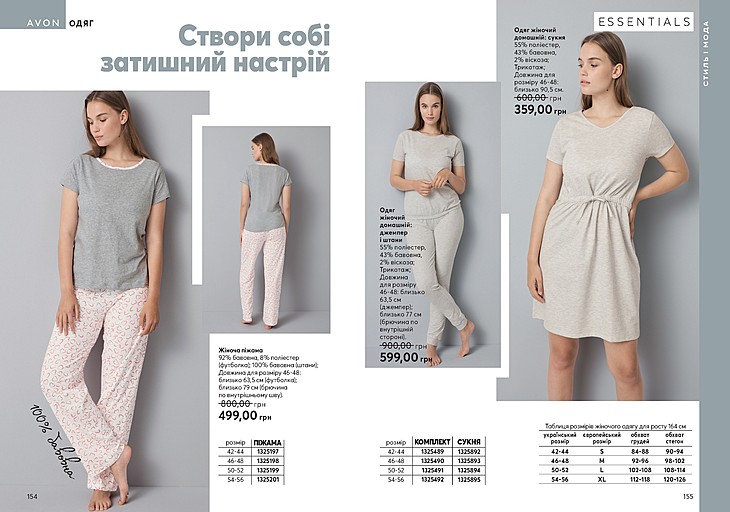 AVON ОДЯГ
Створи собі
затишний настрій
Жіноча піжама
92% бавовна, 8% поліестер
(футболка); 100% бавовна (штани);
Довжина для розміру 46-48:
близько 63,5 см (футболка);
близько 79 см (брючина
по внутрішньому шву).
800,00 грн
499,00 грн
100% бавовна
розмір ПІЖАМА
42-44 1325197
46-48 1325198
50-52 1325199
54-56 1325201
154
Одяг жіночий
домашній: сукня
55% поліестер,
43% бавовна,
2% віскоза;
Трикотаж;
Довжина для
розміру 46-48:
близько 90,5 см.
600,00 грн
359,00 грн
ESSENTIALS
СТИЛЬ І МОДА
Одяг
жіночий
домашній:
джемпер
і штани
55% поліестер,
43% бавовна,
2% віскоза;
Трикотаж;
Довжина
для розміру
46-48: близько
63,5 см
(джемпер);
близько 77 см
(брючина по
внутрішній
стороні).
900,00 грн
599,00 грн
розмір КОМПЛЕКТ СУКНЯ
42-44 1325489 1325892
46-48 1325490 1325893
50-52 1325491 1325894
54-56 1325492 1325895
Таблиця розмірів жіночого одягу для росту 164 см
український розмір європейський розмір обхват грудей обхват стегон
42-44 S 84-88 90-94
46-48 M 92-96 98-102
50-52 L 102-108 108-114
54-56 XL 112-118 120-126
155